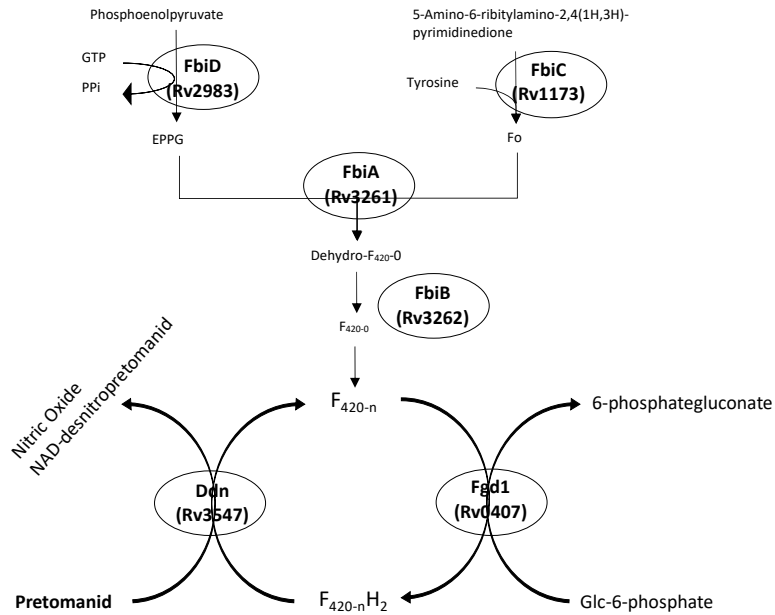 Phosphoenolpyruvate
5-Amino-6-ribitylamino-2,4(1H,3H)-
pyrimidinedione
GTP
PPi
FbiD
(Rv2983)
Tyrosine
FbiC
(Rv1173)
EPPG
Fo
FbiA
(Rv3261)
Dehydro-F420-0
FbiB
(Rv3262)
F420-0
Nitric Oxide
NAD-desnitropretomanid
F420-n
6-phosphategluconate
Ddn
(Rv3547)
Fgd1
(Rv0407)
Pretomanid
F420-nH2
Glc-6-phosphate